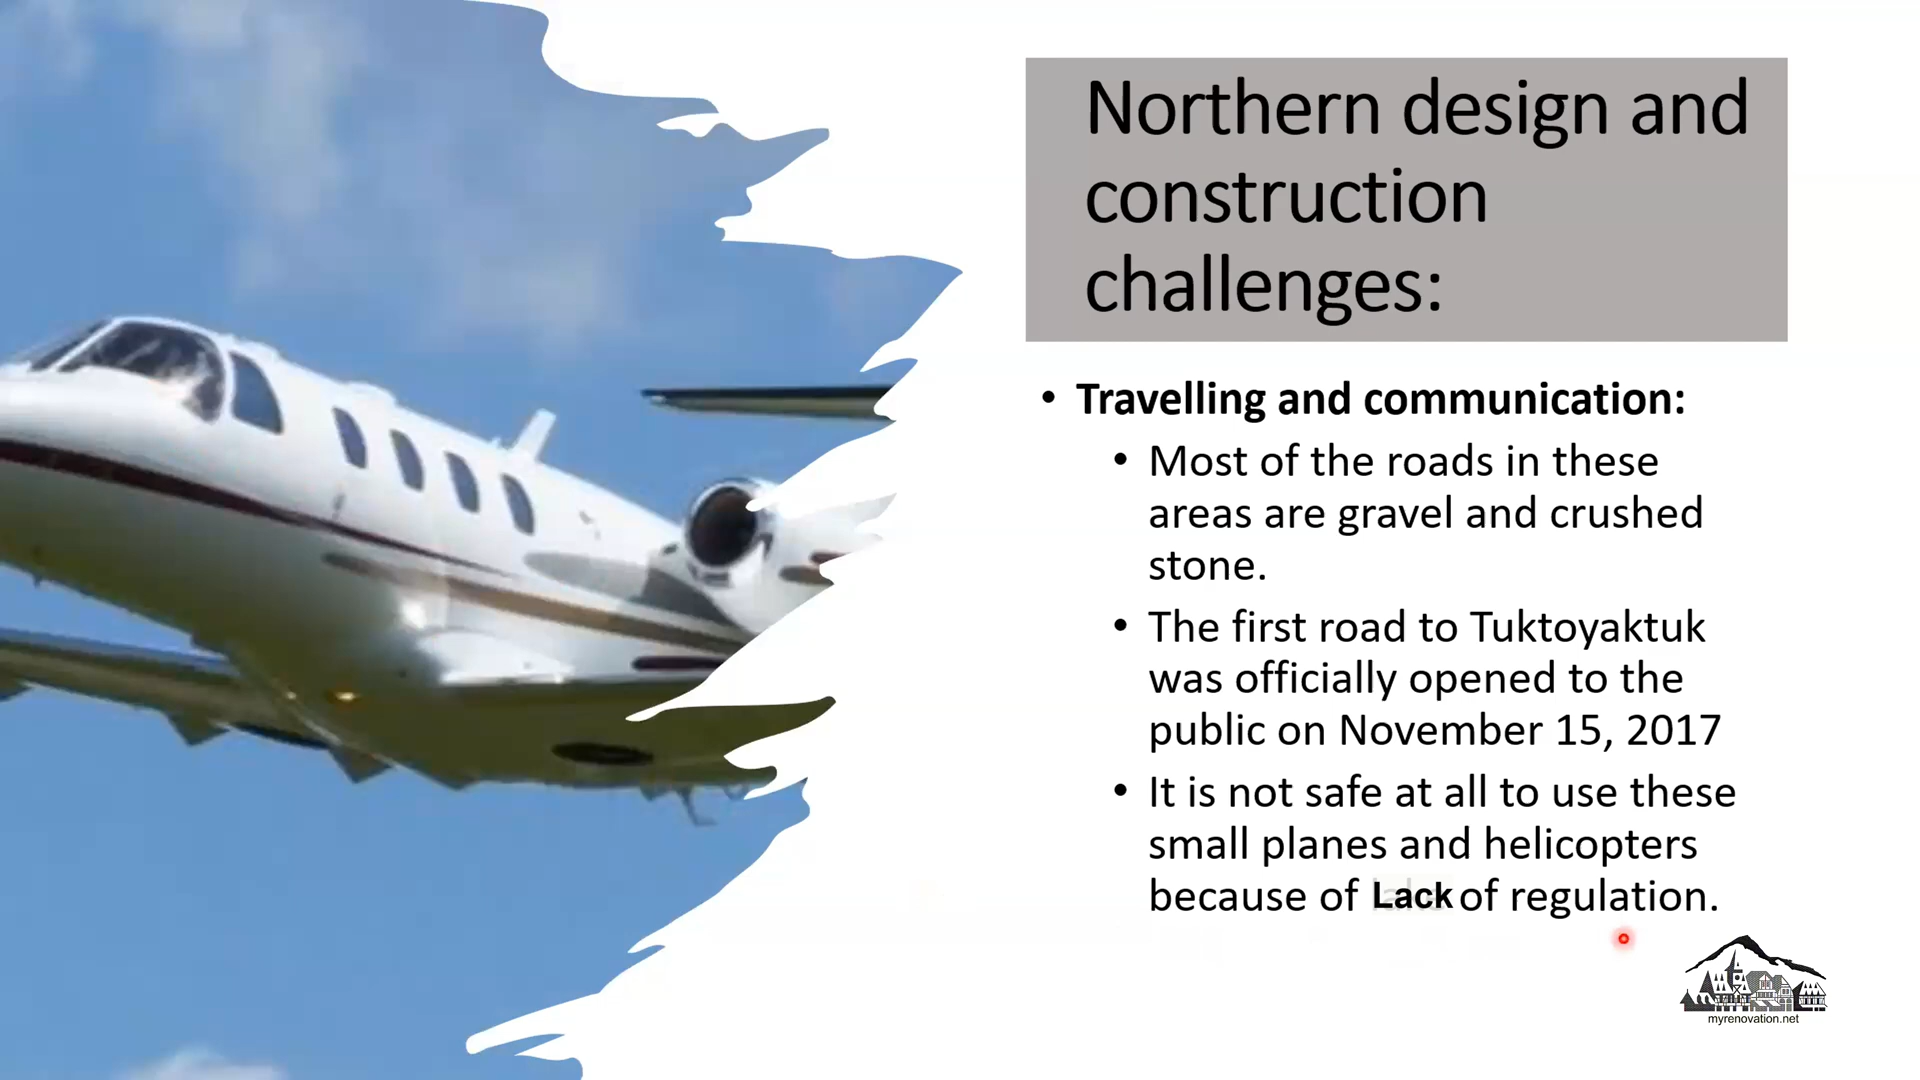 Northern design and
construction
challenges:
• Travelling and communication:
• Most of the roads in these
areas are gravel and crushed
stone.
• The first road to Tuktoyaktuk
was officially opened to the
public on November 15, 2017
• It is not safe at all to use these
small planes and helicopters
because of Lack of regulation.
myrenovation.net